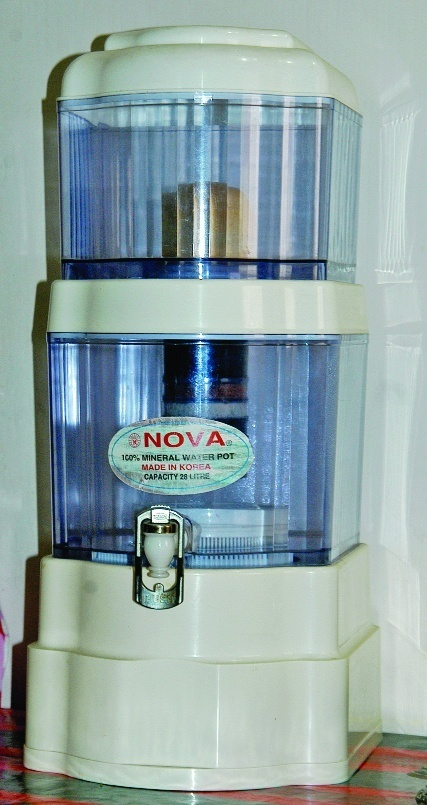 NOVA®
100% MINERAL WATER POT
MADE IN KOREA
CAPACITY 28 LITRE